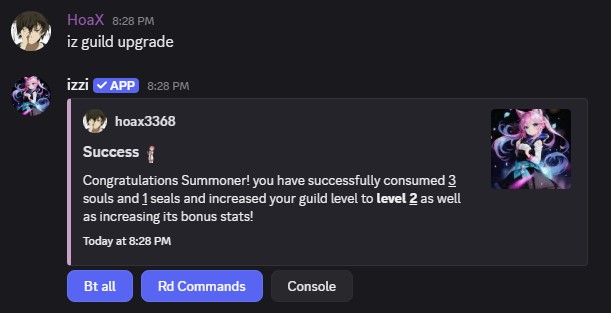 HoaX 8:28 PM
iz guild upgrade
izzi ✓ APP 8:28 PM
hoax3368
Success
Congratulations Summoner! you have successfully consumed 3
souls and 1 seals and increased your guild level to level 2 as well
as increasing its bonus stats!
Today at 8:28 PM
Bt all Rd Commands Console